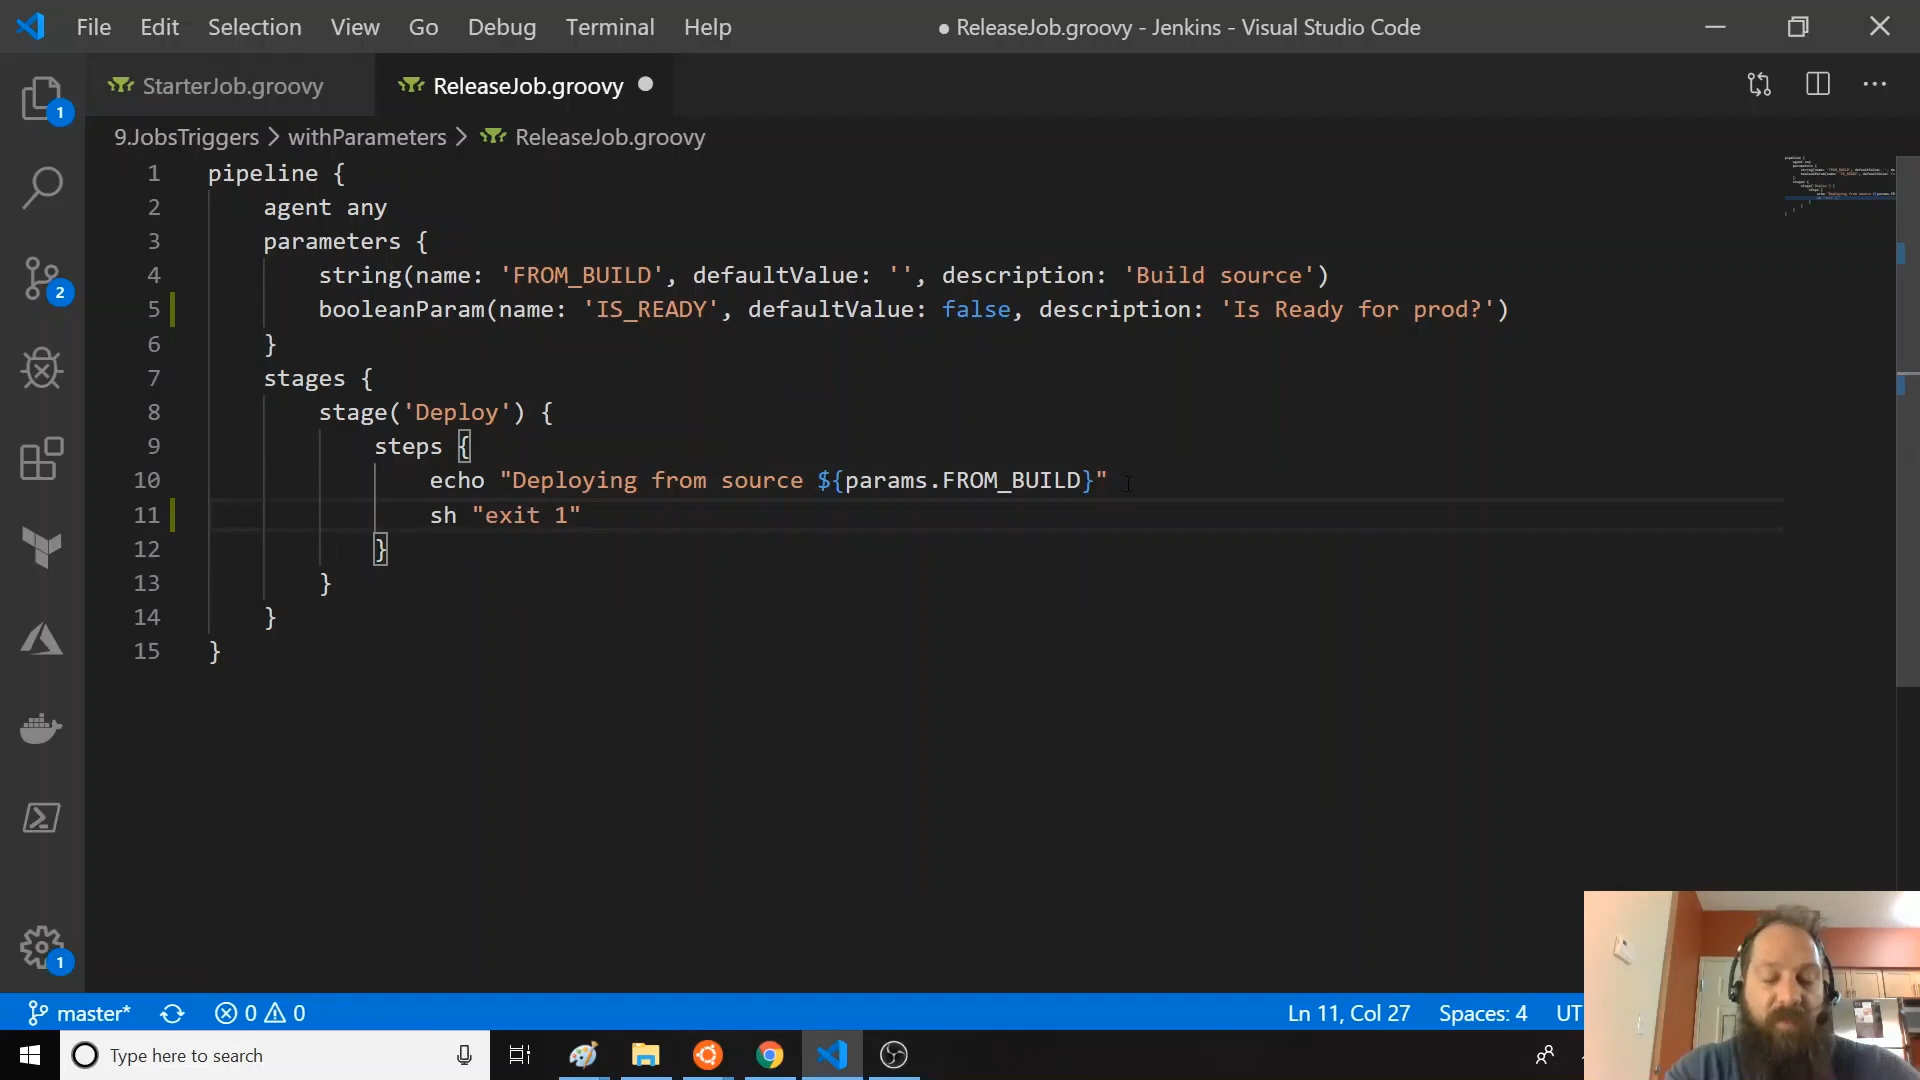 File Edit Selection View Go Debug Terminal Help
● ReleaseJob.groovy - Jenkins - Visual Studio Code
StarterJob.groovy
ReleaseJob.groovy ●
9.JobsTriggers > withParameters > ReleaseJob.groovy
1 pipeline {
2 agent any
3 parameters {
4 string(name: 'FROM_BUILD', defaultValue: '', description: 'Build source')
5 booleanParam(name: 'IS_READY', defaultValue: false, description: 'Is Ready for prod?')
6 }
7 stages {
8 stage('Deploy') {
9 steps {
10 echo "Deploying from source ${params.FROM_BUILD}"
11 sh "exit 1"
12 }
13 }
14 }
15 }
1
2
1
master* 0 0
Ln 11, Col 27 Spaces: 4 UT
Type here to search